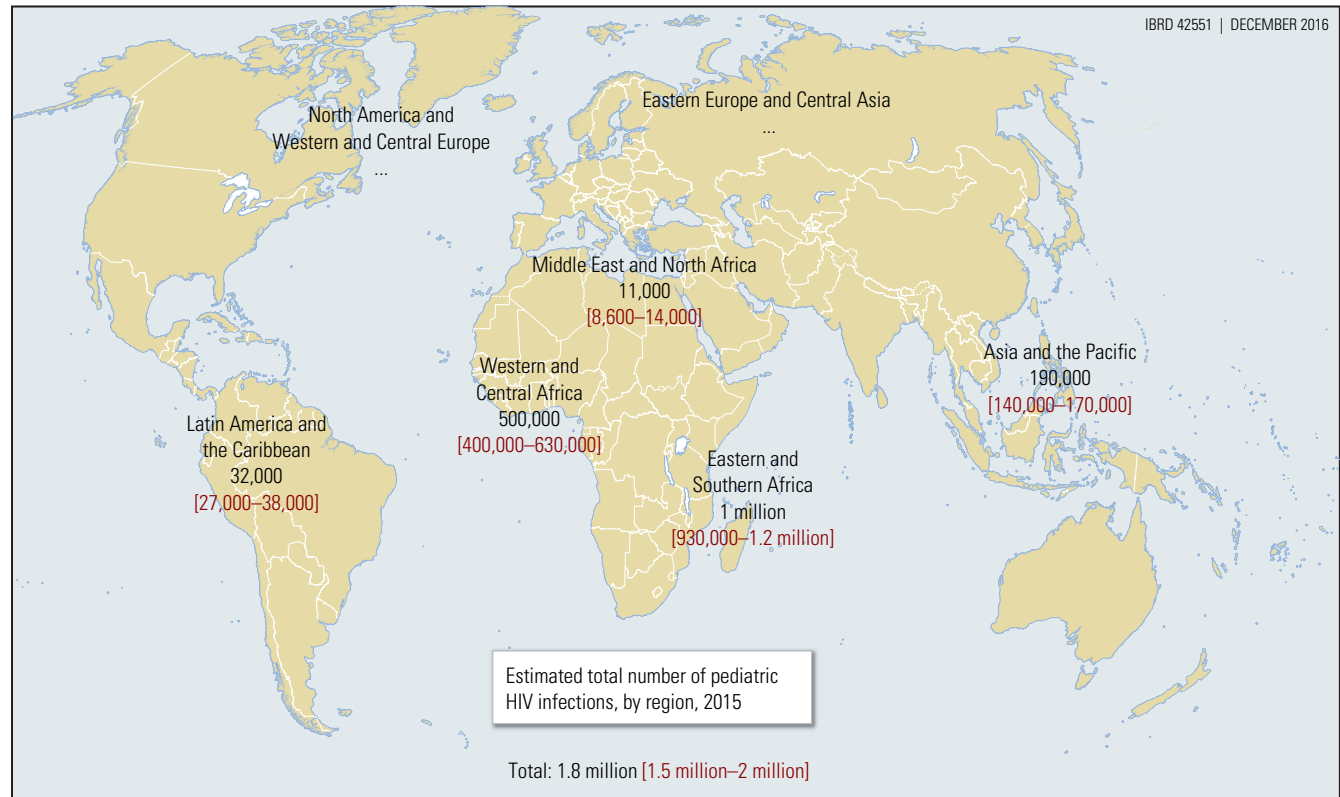 IBRD 42551 | DECEMBER 2016
Eastern Europe and Central Asia
...
North America and
Western and Central Europe
...
Middle East and North Africa
11,000
[8,600–14,000]
Western and
Central Africa
500,000
[400,000–630,000]
Asia and the Pacific
190,000
[140,000–170,000]
Latin America and
the Caribbean
32,000
[27,000–38,000]
Eastern and
Southern Africa
1 million
[930,000–1.2 million]
Estimated total number of pediatric
HIV infections, by region, 2015
Total: 1.8 million [1.5 million–2 million]